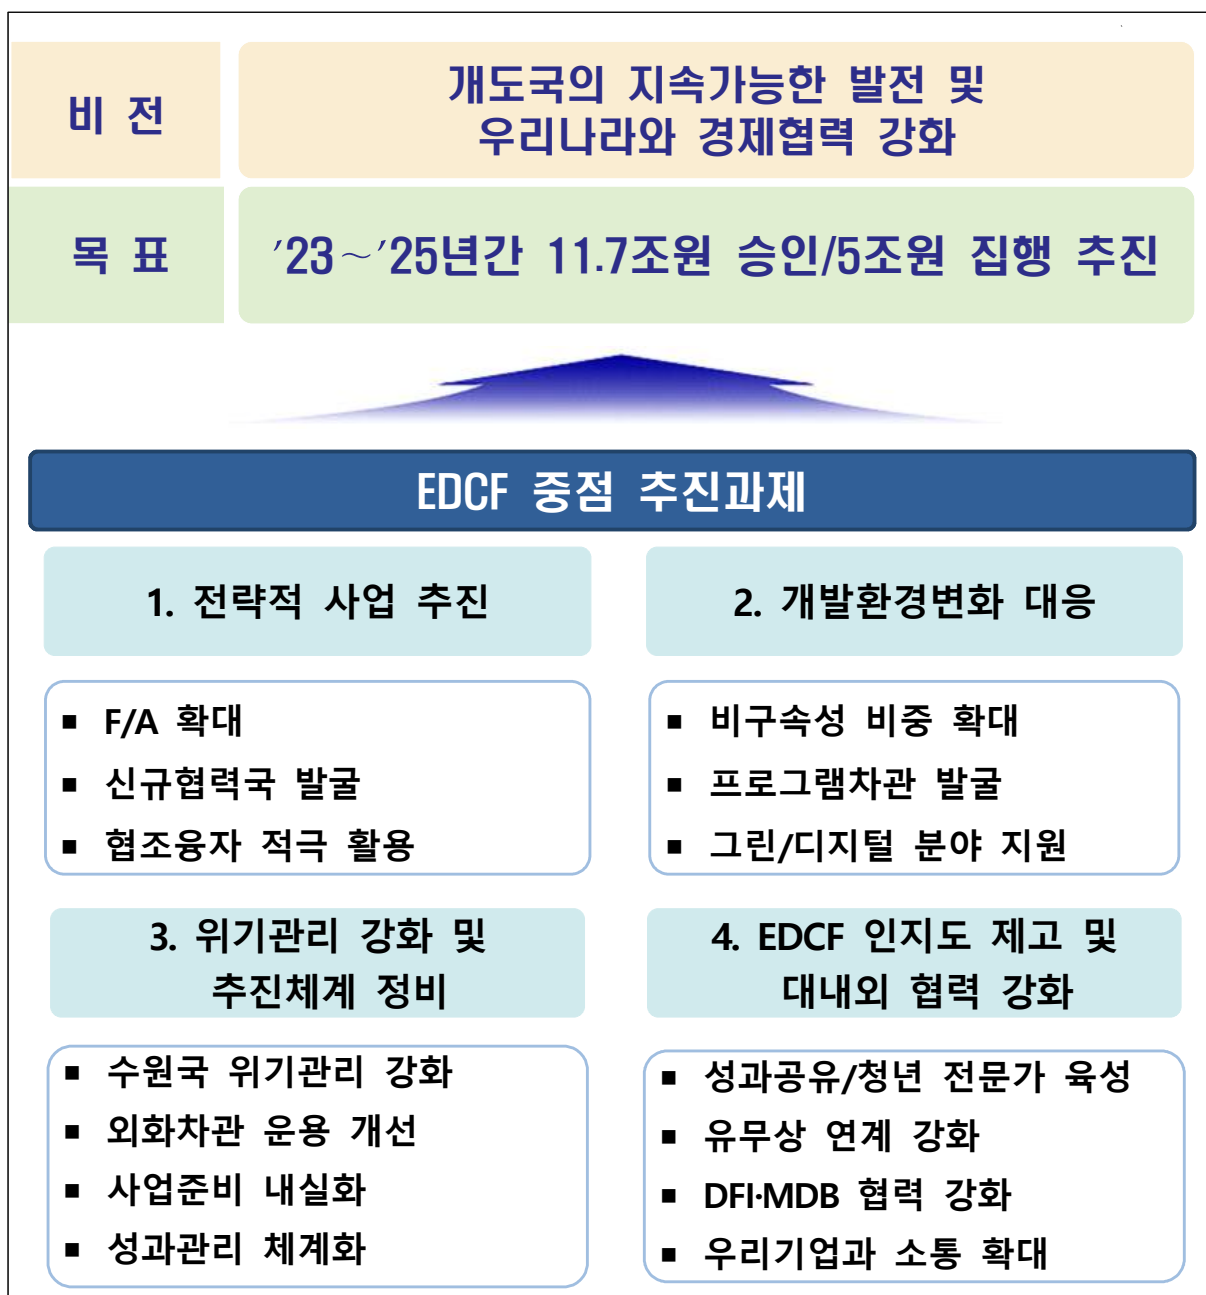 비 전
개도국의 지속가능한 발전 및
우리나라와 경제협력 강화
목 표
′23～′25년간 11.7조원 승인/5조원 집행 추진
EDCF 중점 추진과제
1. 전략적 사업 추진
■ F/A 확대
■ 신규협력국 발굴
■ 협조융자 적극 활용
2. 개발환경변화 대응
■ 비구속성 비중 확대
■ 프로그램차관 발굴
■ 그린/디지털 분야 지원
3. 위기관리 강화 및
추진체계 정비
■ 수원국 위기관리 강화
■ 외화차관 운용 개선
■ 사업준비 내실화
■ 성과관리 체계화
4. EDCF 인지도 제고 및
대내외 협력 강화
■ 성과공유/청년 전문가 육성
■ 유무상 연계 강화
■ DFI·MDB 협력 강화
■ 우리기업과 소통 확대